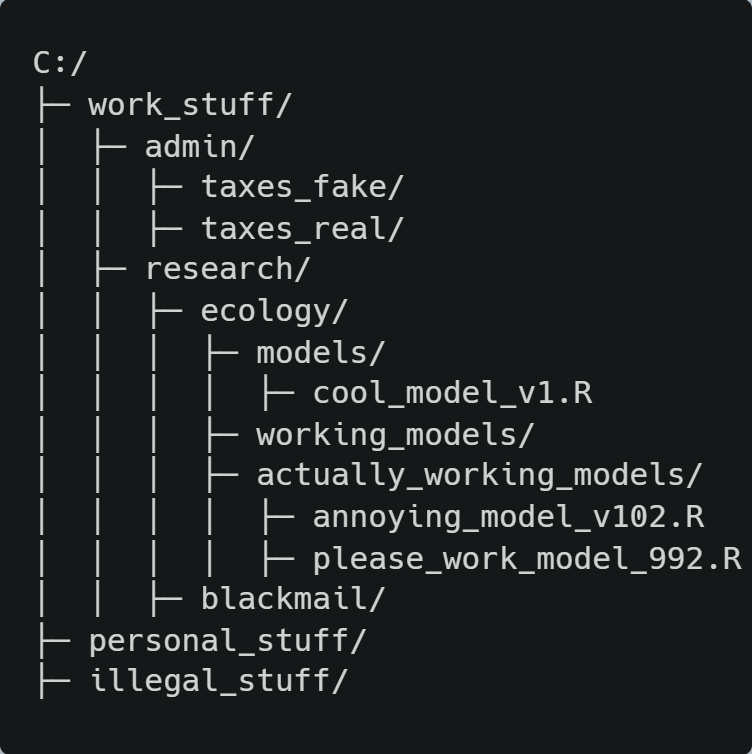 C:/
├─ work_stuff/
│  ├─ admin/
│  │  ├─ taxes_fake/
│  │  ├─ taxes_real/
│  ├─ research/
│  │  ├─ ecology/
│  │  │  ├─ models/
│  │  │  │  ├─ cool_model_v1.R
│  │  │  ├─ working_models/
│  │  │  ├─ actually_working_models/
│  │  │  │  ├─ annoying_model_v102.R
│  │  │  │  ├─ please_work_model_992.R
│  │  ├─ blackmail/
├─ personal_stuff/
├─ illegal_stuff/